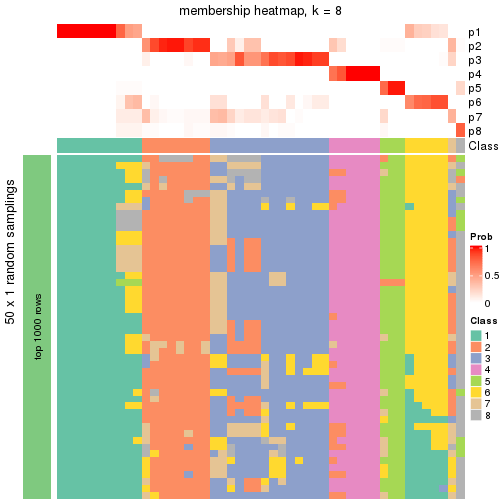 membership heatmap, k = 8
p1
p2
p3
p4
p5
p6
p7
p8
Class
50 x 1 random samplings
top 1000 rows
Prob
1
0.5
0
Class
1
2
3
4
5
6
7
8